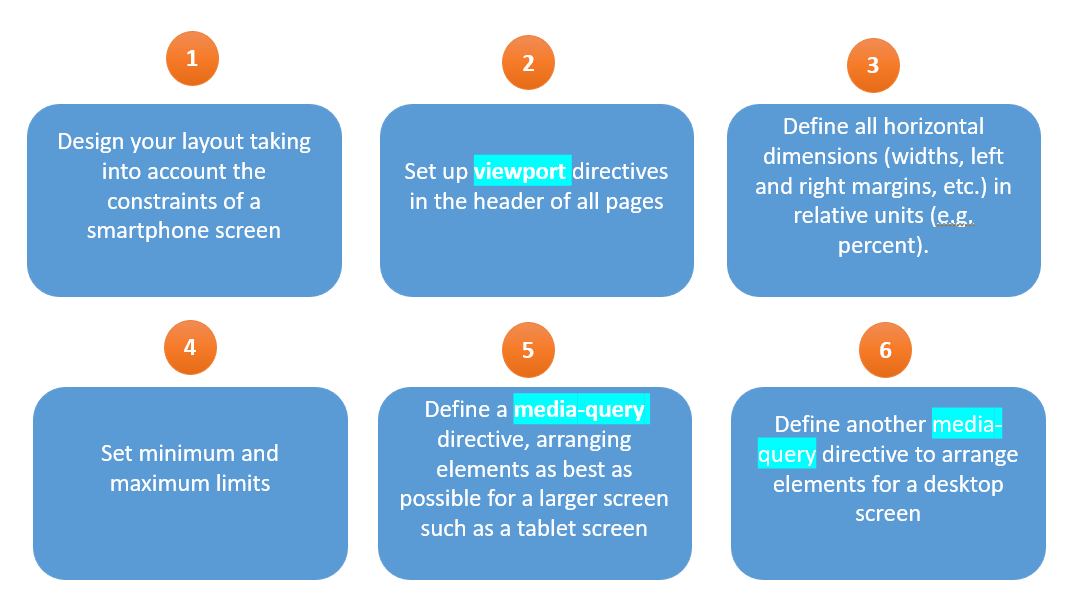 1
Design your layout taking
into account the
constraints of a
smartphone screen
2
Set up viewport directives
in the header of all pages
3
Define all horizontal
dimensions (widths, left
and right margins, etc.) in
relative units (e.g.
percent).
4
Set minimum and
maximum limits
5
Define a media-query
directive, arranging
elements as best as
possible for a larger screen
such as a tablet screen
6
Define another media-
query directive to arrange
elements for a desktop
screen